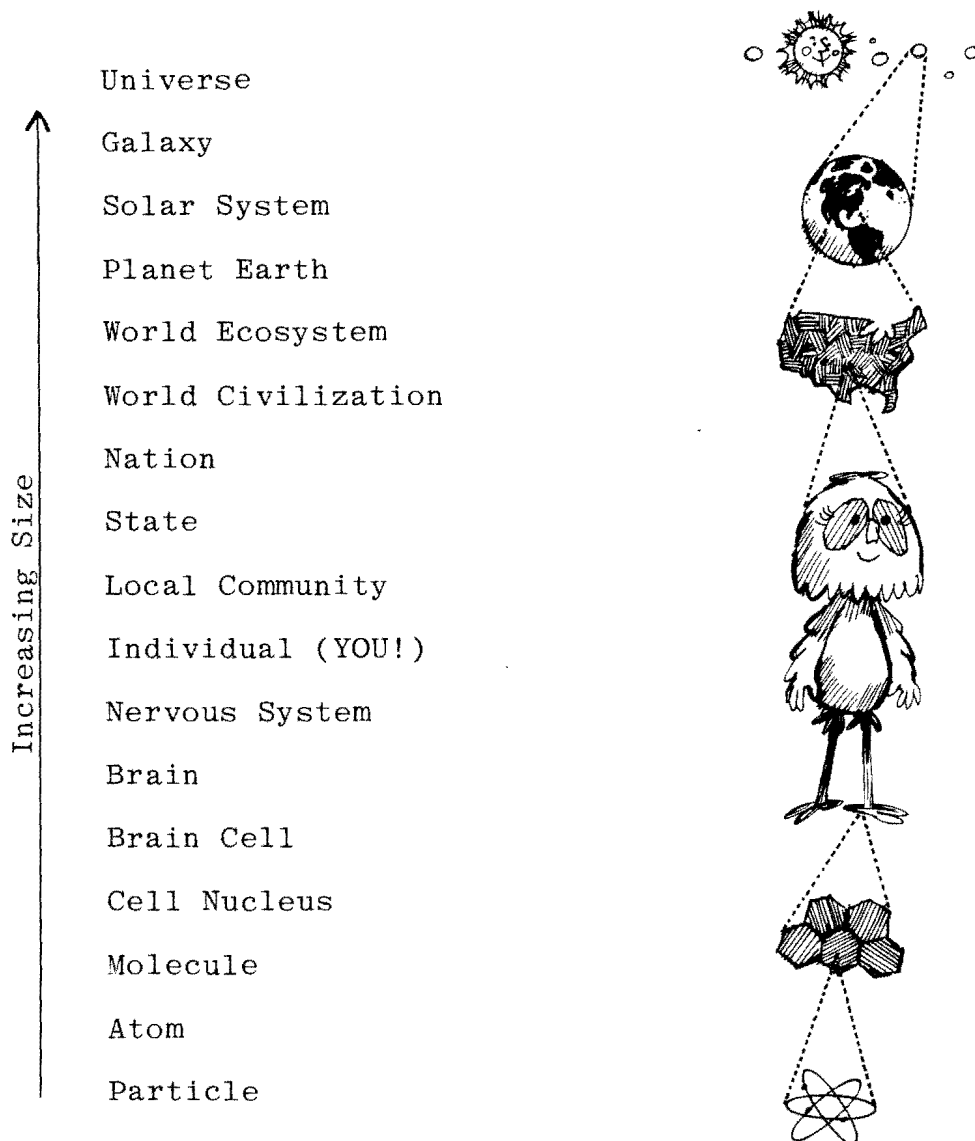 Universe
Galaxy
Solar System
Planet Earth
World Ecosystem
World Civilization
Nation
State
Local Community
Individual (YOU!)
Nervous System
Brain
Brain Cell
Cell Nucleus
Molecule
Atom
Particle
Increasing Size